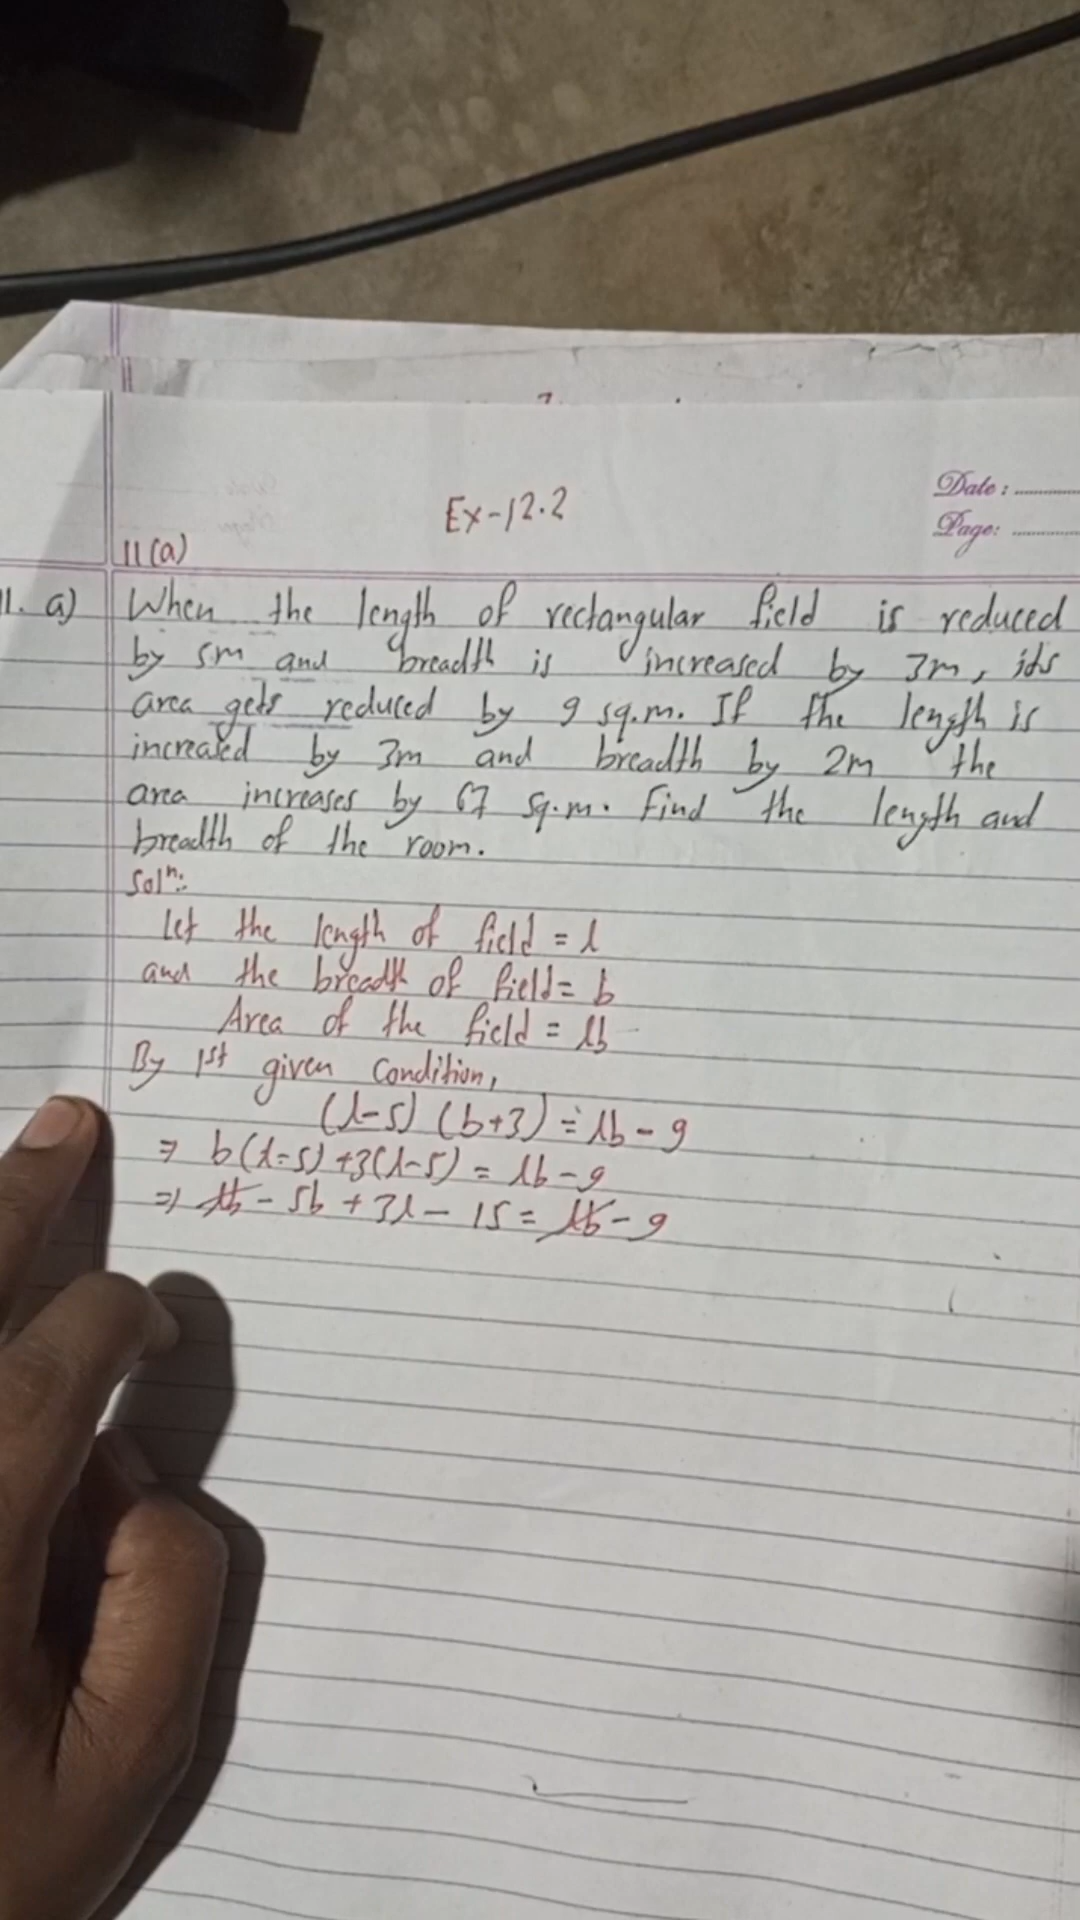 Ex-12.2
Date:
Page:
11(a)
11. a) When the length of rectangular field is reduced
by 5m and breadth is increased by 3m, its
area gets reduced by 9 sq.m. If the length is
increased by 3m and breadth by 2m the
area increases by 67 sq.m. Find the length and
breadth of the room.
Solⁿ:
Let the length of field = l
and the breadth of field = b
Area of the field = lb
By 1st given Condition,
(l-5) (b+3) = lb - 9
⇒ b(l-5)+3(l-5) = lb - 9
⇒ lb - 5b + 3l - 15 = lb - 9